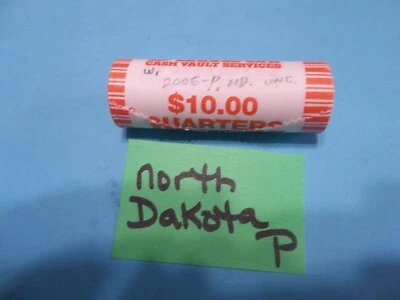 CASH VAULT SERVICES
W,
2006-P, ND. UNC
$10.00
QUARTERS
North
Dakota
P